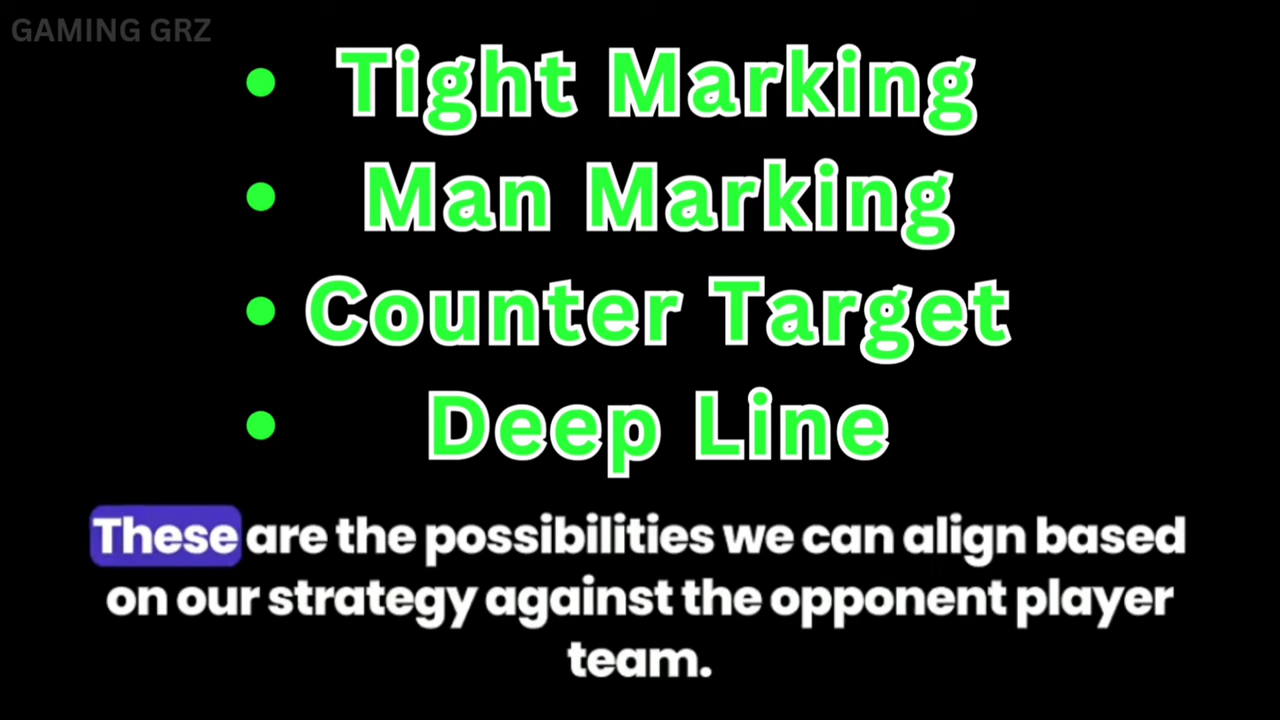 GAMING GRZ
• Tight Marking
• Man Marking
• Counter Target
• Deep Line
These are the possibilities we can align based
on our strategy against the opponent player
team.